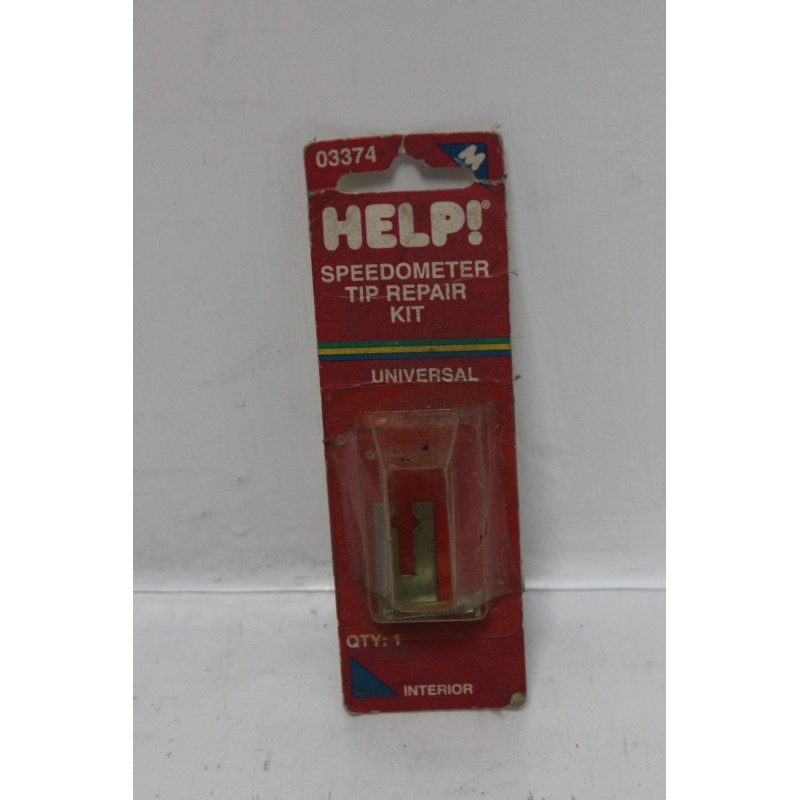 03374
M
HELP!®
SPEEDOMETER
TIP REPAIR
KIT
UNIVERSAL
QTY: 1
INTERIOR